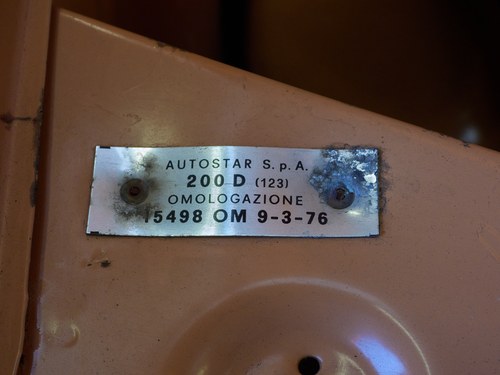 AUTOSTAR S.p.A.
200 D (123)
OMOLOGAZIONE
15498 OM 9-3-76